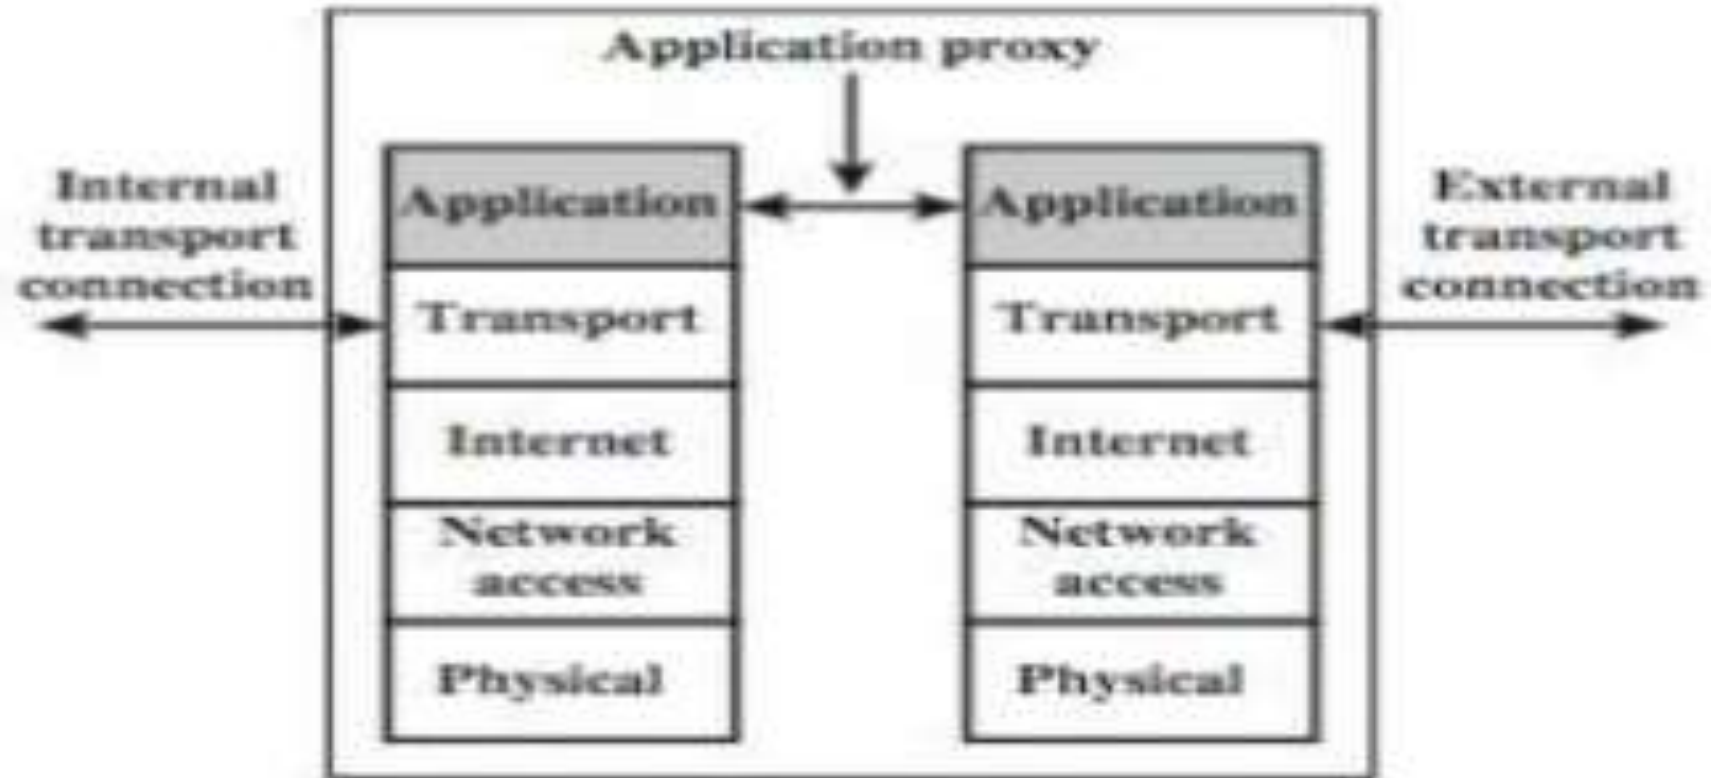 Application proxy
Internal
transport
connection
Application
Transport
Internet
Network
access
Physical
Application
Transport
Internet
Network
access
Physical
External
transport
connection